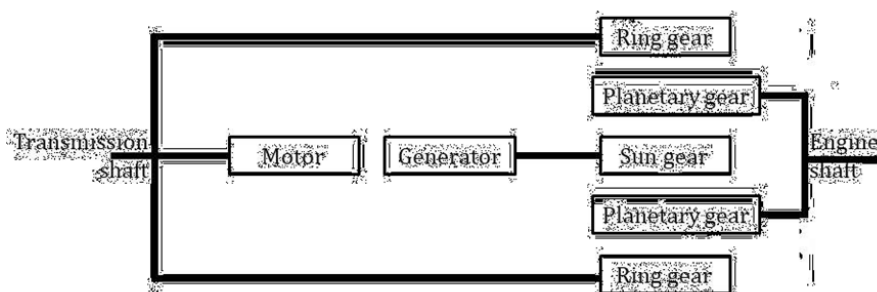 Ring gear
Planetary gear
Transmission
shaft
Motor
Generator
Sun gear
Engine
shaft
Planetary gear
Ring gear